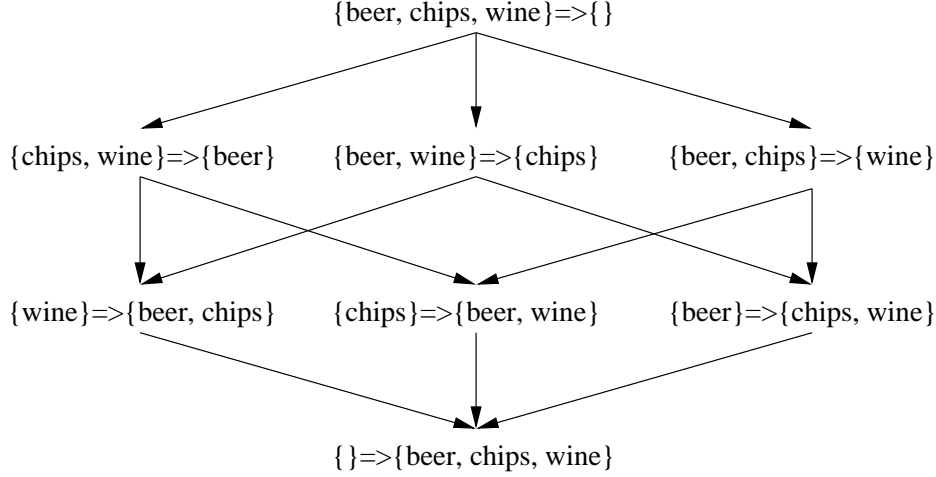 {beer, chips, wine}=>{}
{chips, wine}=>{beer} {beer, wine}=>{chips} {beer, chips}=>{wine}
{wine}=>{beer, chips} {chips}=>{beer, wine} {beer}=>{chips, wine}
{}=>{beer, chips, wine}